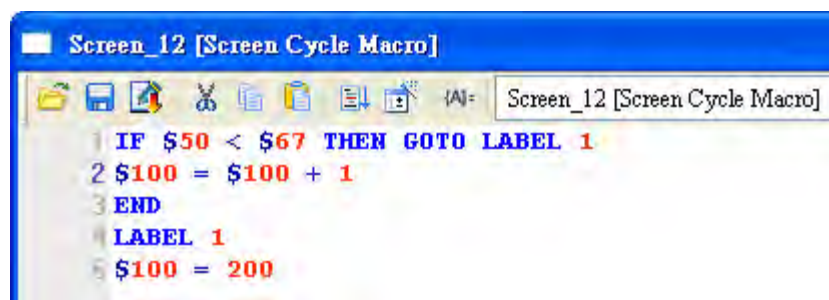 Screen_12 [Screen Cycle Macro]
{A}= Screen_12 [Screen Cycle Macro]
1 IF $50 < $67 THEN GOTO LABEL 1
2 $100 = $100 + 1
3 END
4 LABEL 1
5 $100 = 200